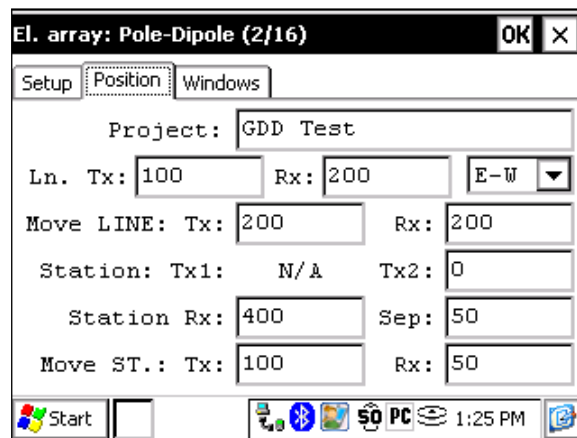 El. array: Pole-Dipole (2/16) OK ×
Setup Position Windows
Project: GDD Test
Ln. Tx: 100 Rx: 200 E-W
Move LINE: Tx: 200 Rx: 200
Station: Tx1: N/A Tx2: 0
Station Rx: 400 Sep: 50
Move ST.: Tx: 100 Rx: 50
Start SO PC 1:25 PM